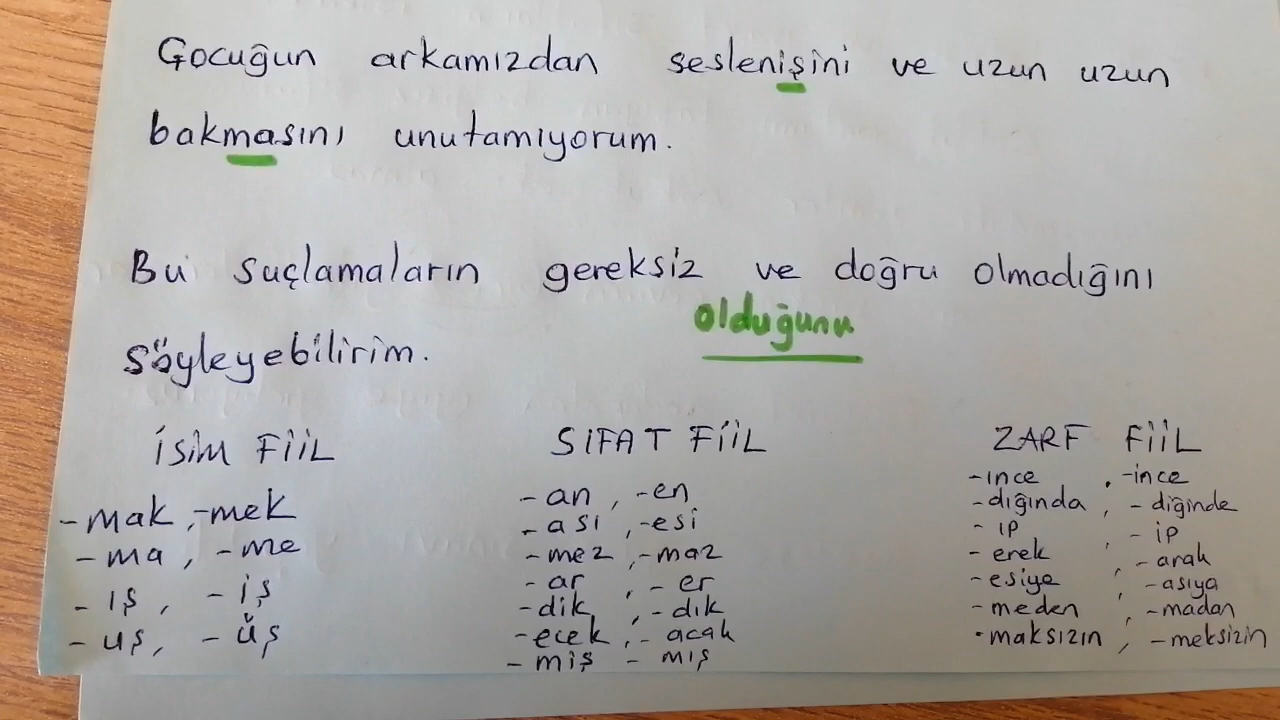 Çocuğun arkamızdan seslenişini ve uzun uzun
bakmasını unutamıyorum.
Bu suçlamaların gereksiz ve doğru olmadığını
olduğunu
söyleyebilirim.
İSİM FİİL
-mak, -mek
-ma, -me
-ış, -iş
-uş, -üş
SIFAT FİİL
-an, -en
-ası, -esi
-mez, -maz
-ar, -er
-dik, -dık
-ecek, -acak
-miş -mış
ZARF FİİL
-ınca, -ince
-dığında, -diğinde
-ıp, -ip
-erek, -arak
-esiye, -asıya
-meden, -madan
-maksızın, -meksizin